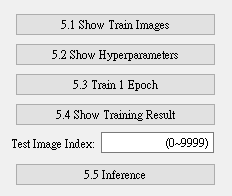 5.1 Show Train Images
5.2 Show Hyperparameters
5.3 Train 1 Epoch
5.4 Show Training Result
Test Image Index: (0~9999)
5.5 Inference